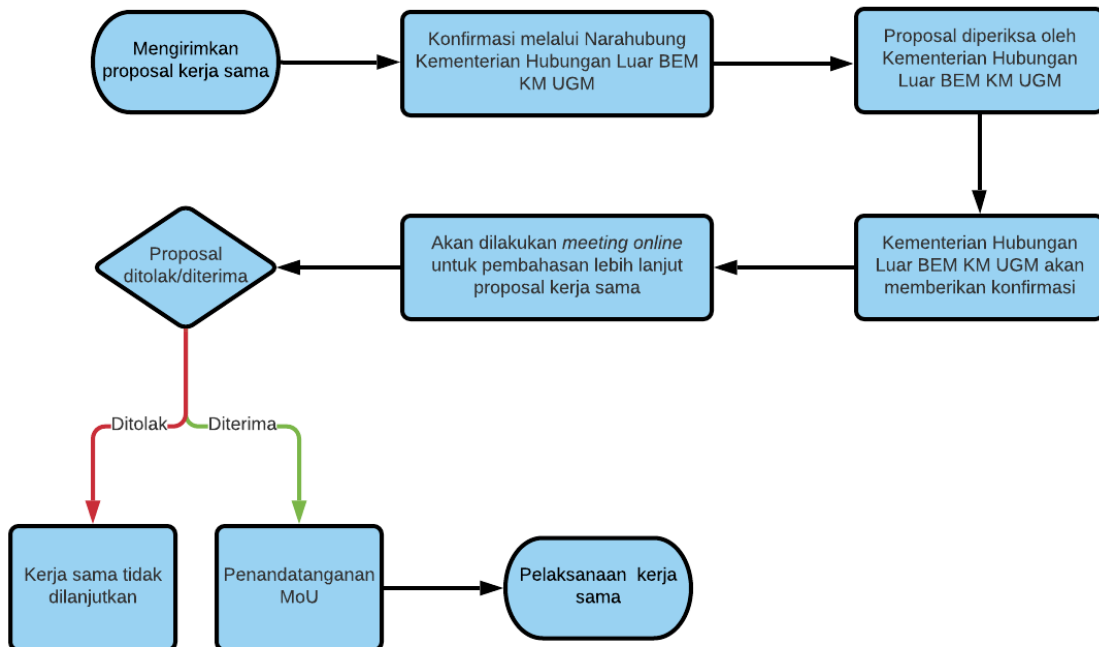 Mengirimkan
proposal kerja sama
Konfirmasi melalui Narahubung
Kementerian Hubungan Luar BEM
KM UGM
Proposal diperiksa oleh
Kementerian Hubungan
Luar BEM KM UGM
Kementerian Hubungan
Luar BEM KM UGM akan
memberikan konfirmasi
Akan dilakukan meeting online
untuk pembahasan lebih lanjut
proposal kerja sama
Proposal
ditolak/diterima
Ditolak
Diterima
Kerja sama tidak
dilanjutkan
Penandatanganan
MoU
Pelaksanaan kerja
sama